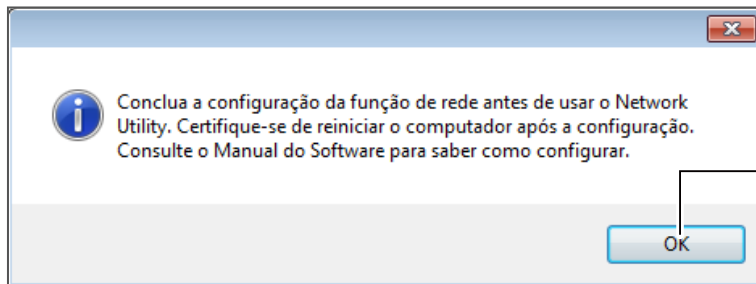 Conclua a configuração da função de rede antes de usar o Network
Utility. Certifique-se de reiniciar o computador após a configuração.
Consulte o Manual do Software para saber como configurar.
OK